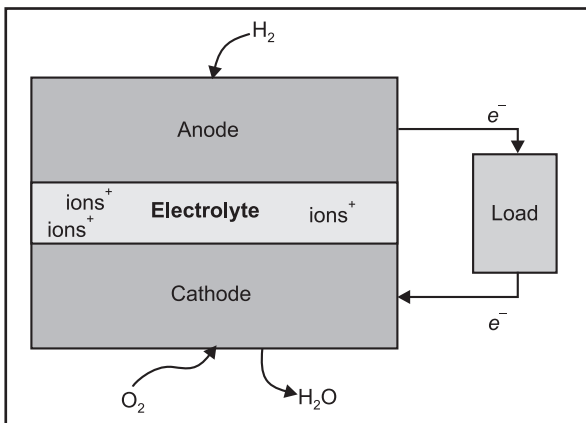 H₂
Anode
e⁻
ions⁺
Electrolyte
ions⁺
ions⁺
Load
Cathode
e⁻
O₂
H₂O